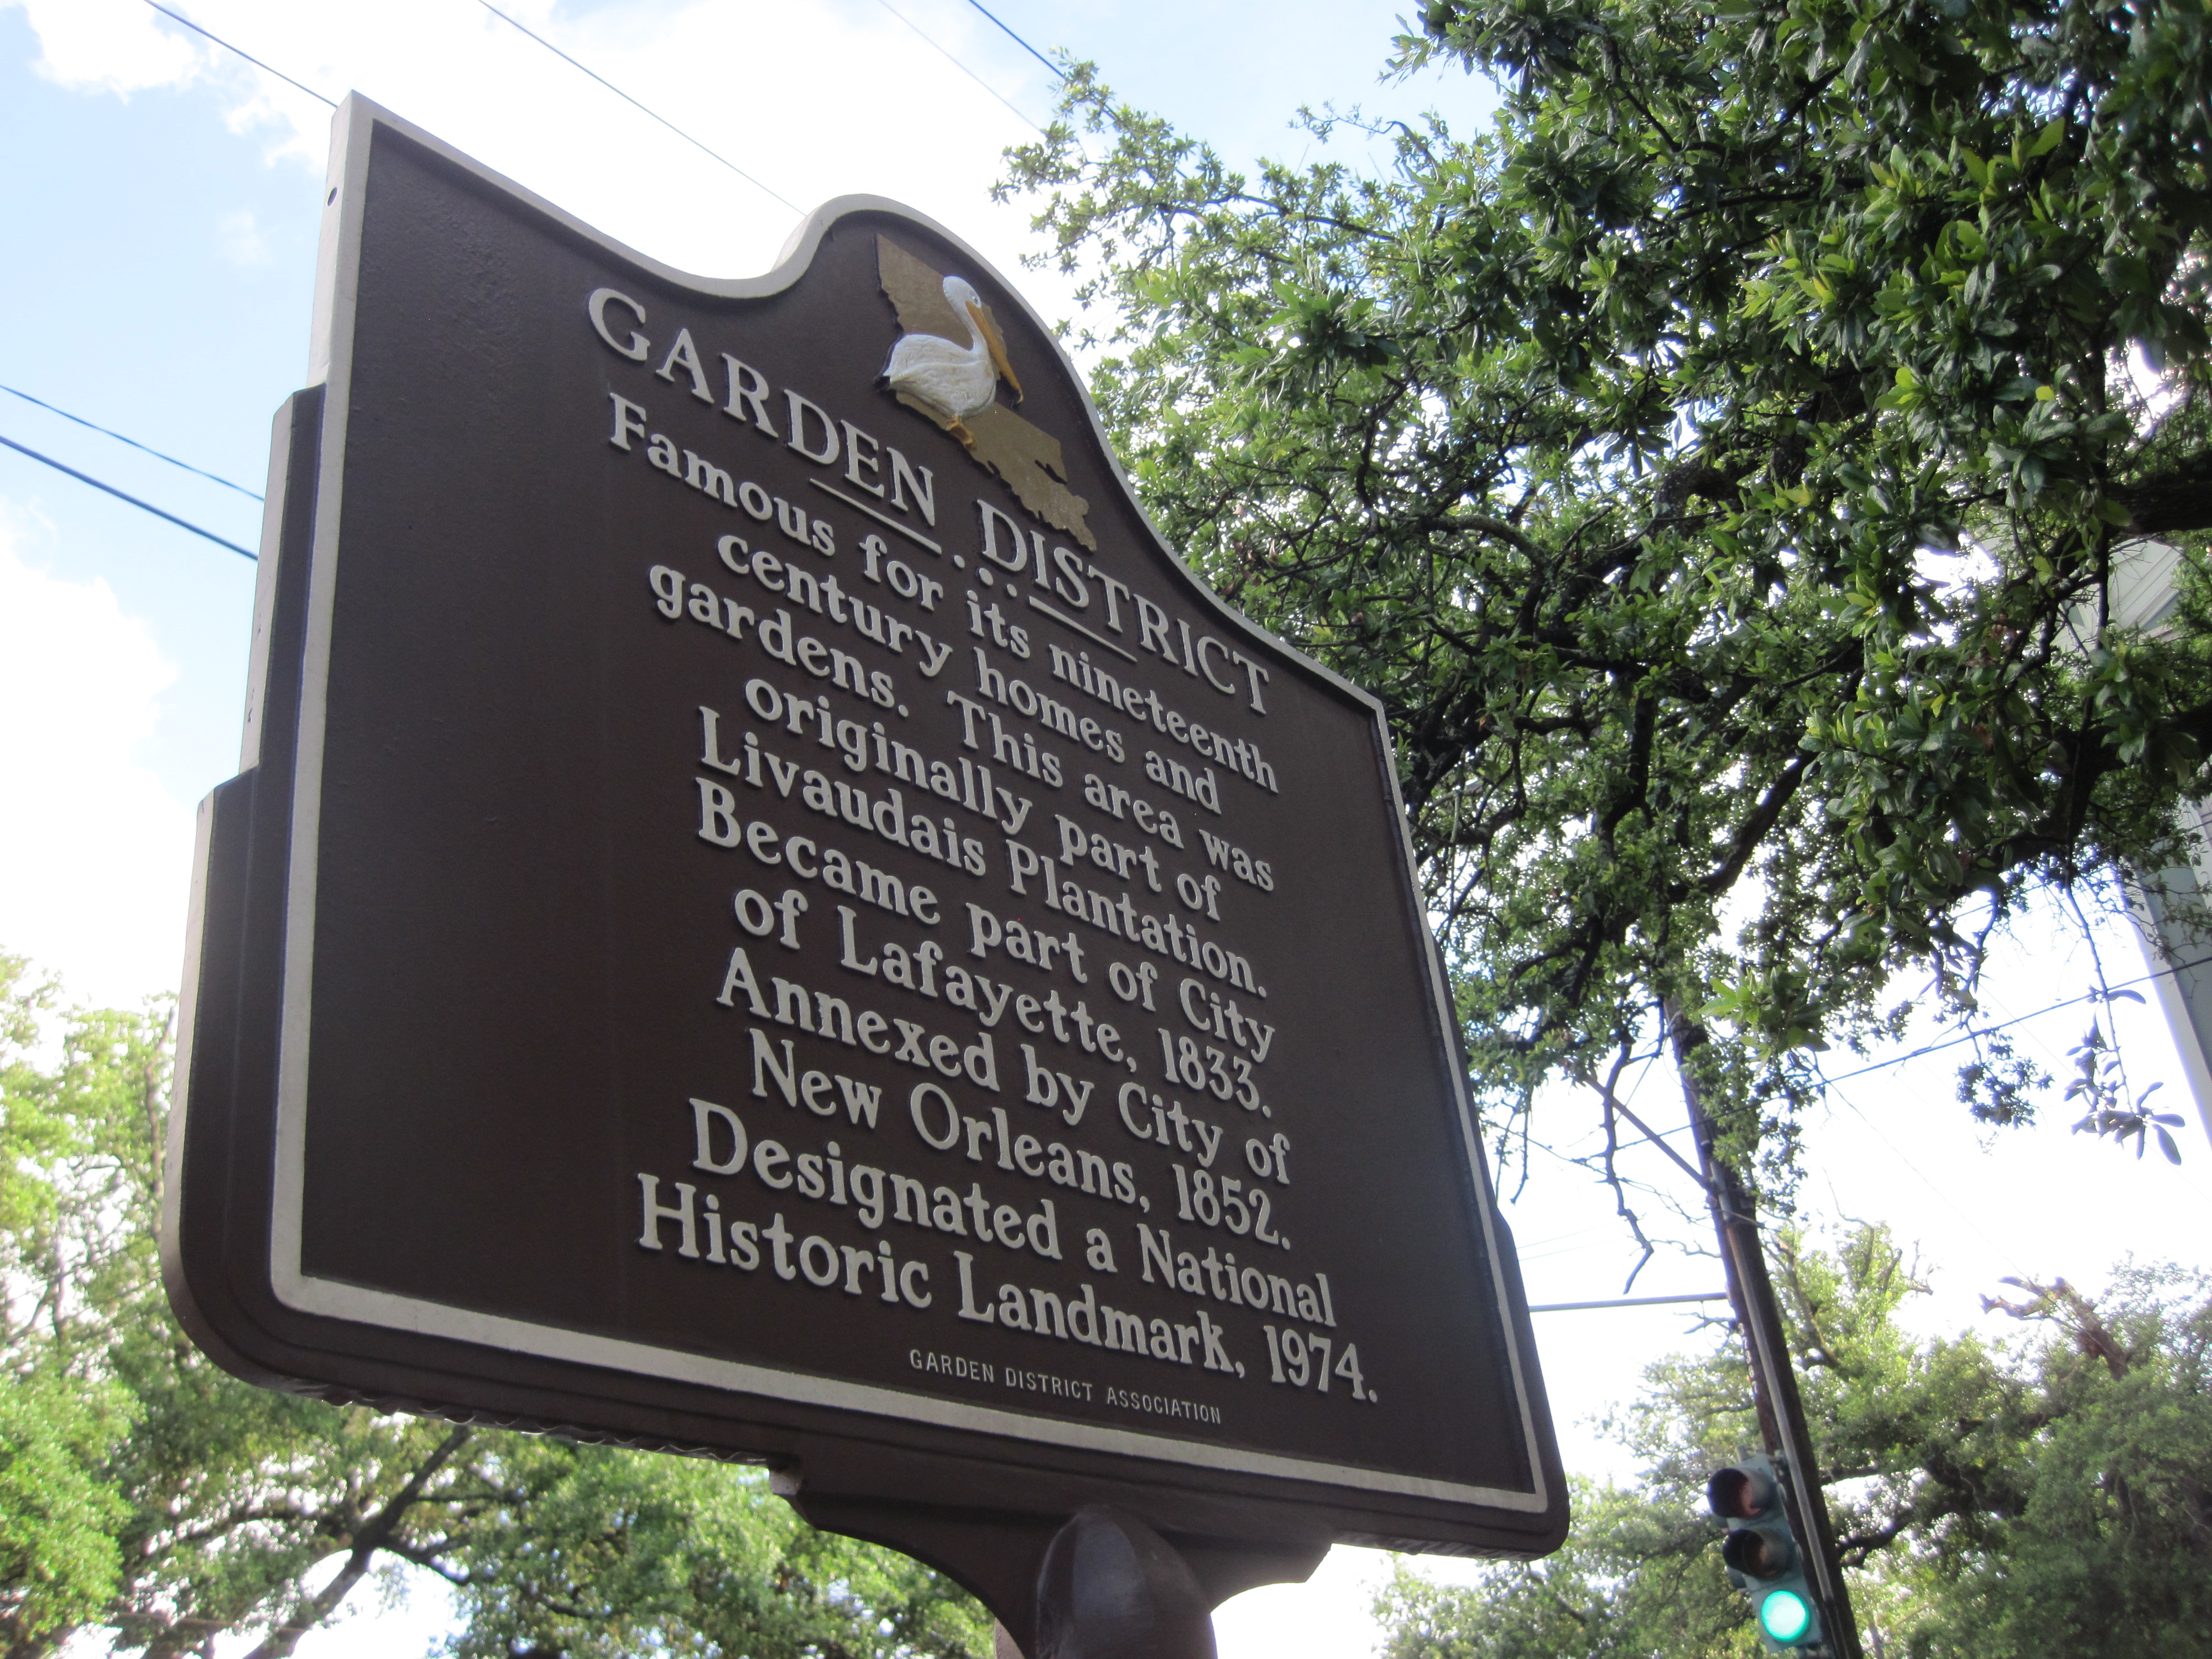 GARDEN DISTRICT
Famous for its nineteenth
century homes and
gardens. This area was
originally part of
Livaudais Plantation.
Became part of City
of Lafayette, 1833.
Annexed by City of
New Orleans, 1852.
Designated a National
Historic Landmark, 1974.
GARDEN DISTRICT ASSOCIATION